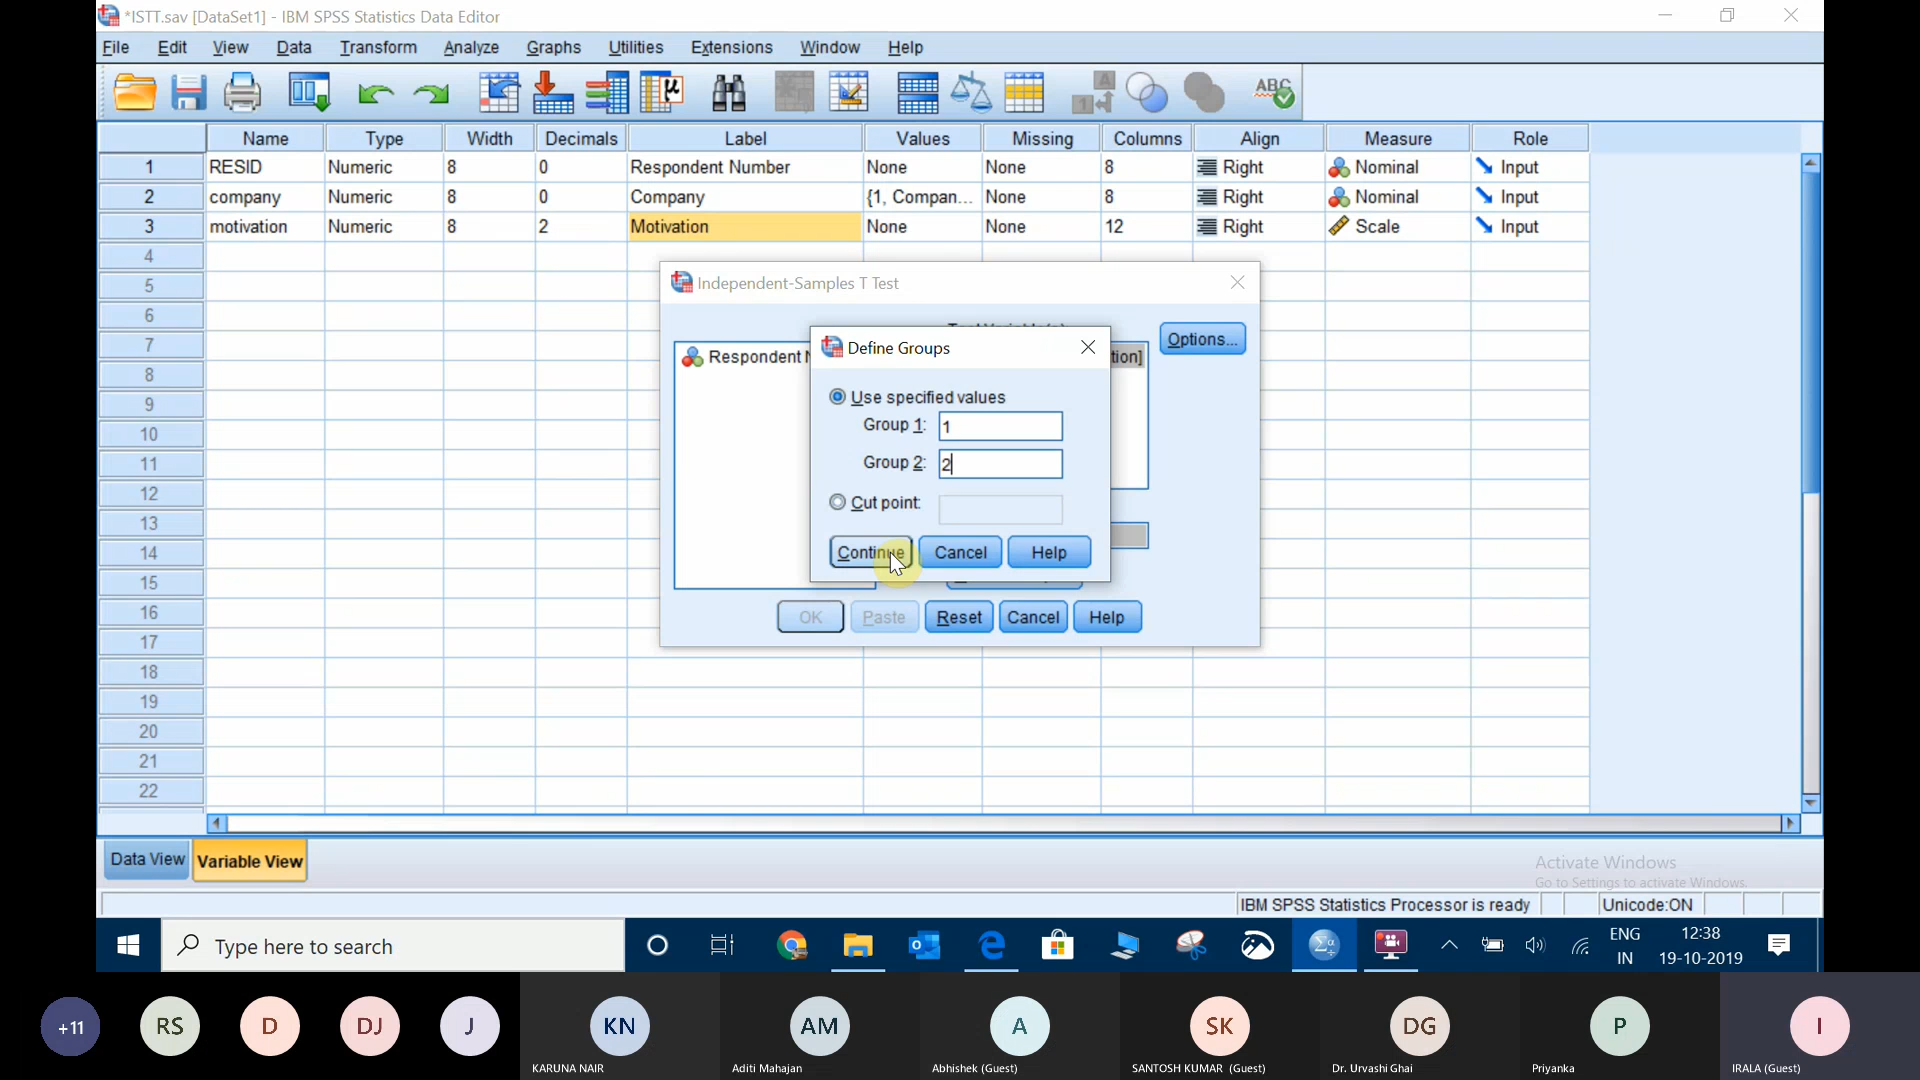 *ISTT.sav [DataSet1] - IBM SPSS Statistics Data Editor
File Edit View Data Transform Analyze Graphs Utilities Extensions Window Help
Name Type Width Decimals Label Values Missing Columns Align Measure Role
1 RESID Numeric 8 0 Respondent Number None None 8 Right Nominal Input
2 company Numeric 8 0 Company {1, Compan... None 8 Right Nominal Input
3 motivation Numeric 8 2 Motivation None None 12 Right Scale Input
4
5
6
7
8
9
10
11
12
13
14
15
16
17
18
19
20
21
22
Independent-Samples T Test
Options...
Respondent
tion]
Define Groups
Use specified values
Group 1: 1
Group 2: 2
Cut point:
Continue Cancel Help
OK Paste Reset Cancel Help
Data View Variable View
Activate Windows
Go to Settings to activate Windows.
IBM SPSS Statistics Processor is ready Unicode:ON
Type here to search
ENG 12:38
IN 19-10-2019
+11 RS D DJ J KN AM A SK DG P I
KARUNA NAIR Aditi Mahajan Abhishek (Guest) SANTOSH KUMAR (Guest) Dr. Urvashi Ghai Priyanka IRALA (Guest)